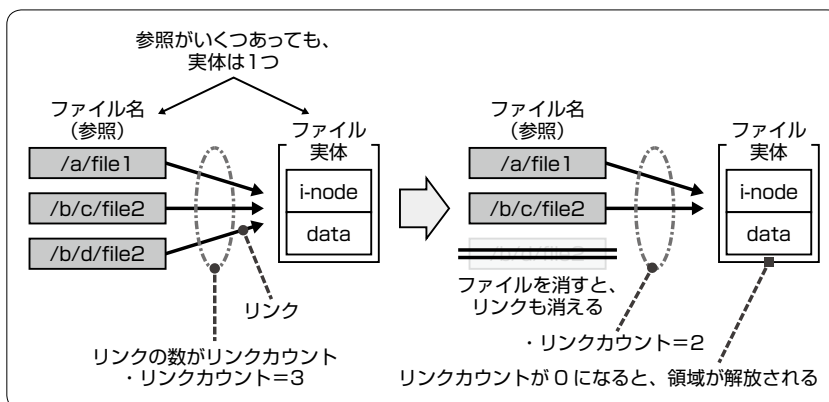 参照がいくつあっても、
実体は1つ
ファイル名
（参照）
/a/file1
/b/c/file2
/b/d/file2
ファイル
実体
i-node
data
リンク
リンクの数がリンクカウント
・リンクカウント＝3
ファイル名
（参照）
/a/file1
/b/c/file2
/b/d/file2
ファイルを消すと、
リンクも消える
ファイル
実体
i-node
data
・リンクカウント＝2
リンクカウントが 0 になると、領域が解放される